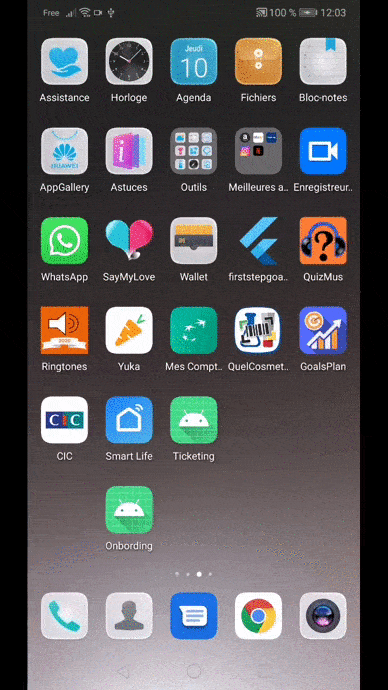 Free 100 % 12:03
Jeudi
10
Assistance Horloge Agenda Fichiers Bloc-notes
HUAWEI
AppGallery Astuces Outils Meilleures a.. Enregistreur..
WhatsApp SayMyLove Wallet firststepgoa.. QuizMus
Ringtones Yuka Mes Compt.. QuelCosmet.. GoalsPlan
CIC
CIC Smart Life Ticketing
Onbording